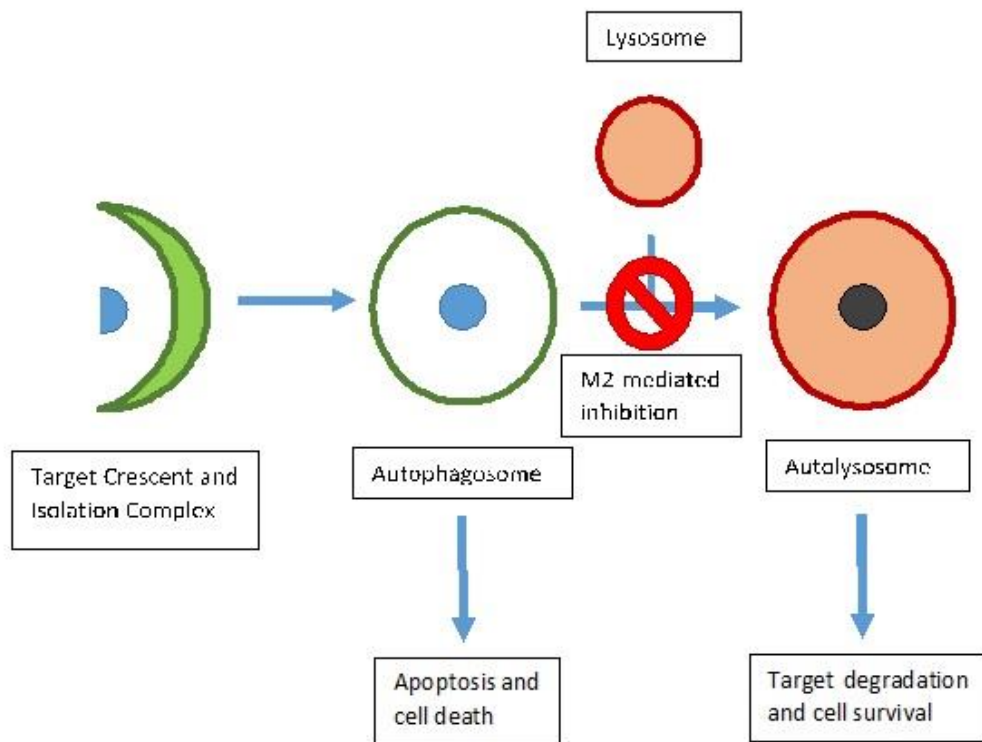 Lysosome
M2 mediated
inhibition
Target Crescent and
Isolation Complex
Autophagosome
Autolysosome
Apoptosis and
cell death
Target degradation
and cell survival